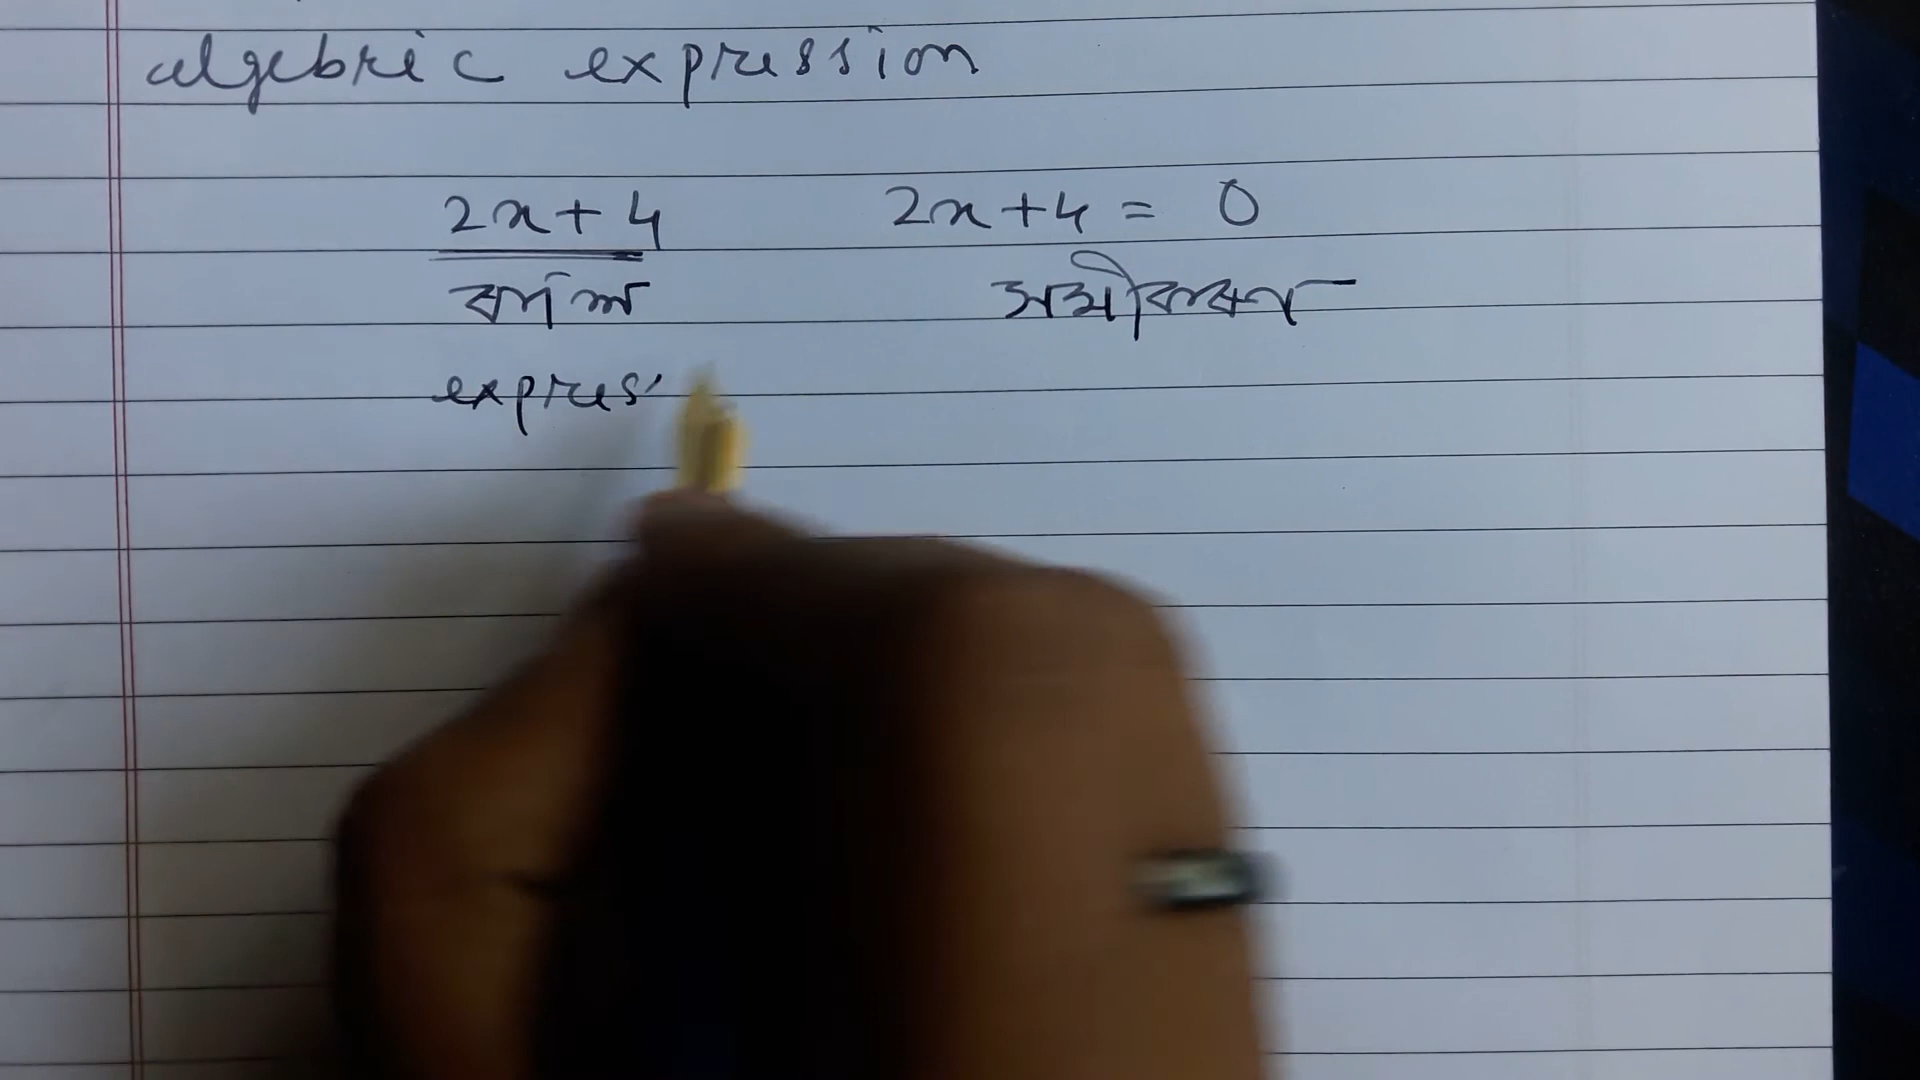 algebric expression
2x+4 2x+4 = 0
সমীকরণ
expres